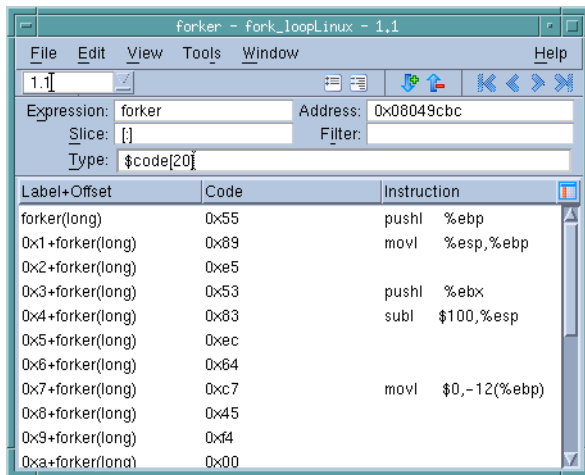 forker - fork_loopLinux - 1.1
File Edit View Tools Window Help
1.1
Expression: forker Address: 0x08049cbc
Slice: [:] Filter:
Type: $code[20]
Label+Offset Code Instruction
forker(long) 0x55 pushl %ebp
0x1+forker(long) 0x89 movl %esp,%ebp
0x2+forker(long) 0xe5
0x3+forker(long) 0x53 pushl %ebx
0x4+forker(long) 0x83 subl $100,%esp
0x5+forker(long) 0xec
0x6+forker(long) 0x64
0x7+forker(long) 0xc7 movl $0,-12(%ebp)
0x8+forker(long) 0x45
0x9+forker(long) 0xf4
0xa+forker(long) 0x00